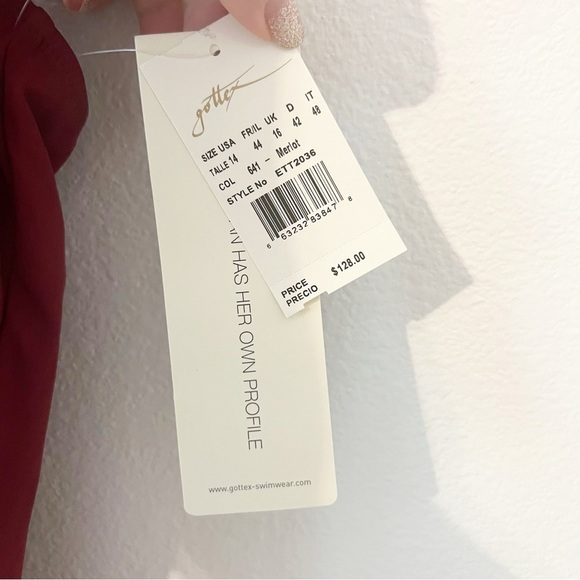 gottex
SIZE USA FR/IL UK D IT
TALLE 14 44 16 42 48
COL 641 - Merlot
STYLE No ETT2036
6 63232 83847 8
PRICE
PRECIO $128.00
HAS HER OWN PROFILE
www.gottex-swimwear.com